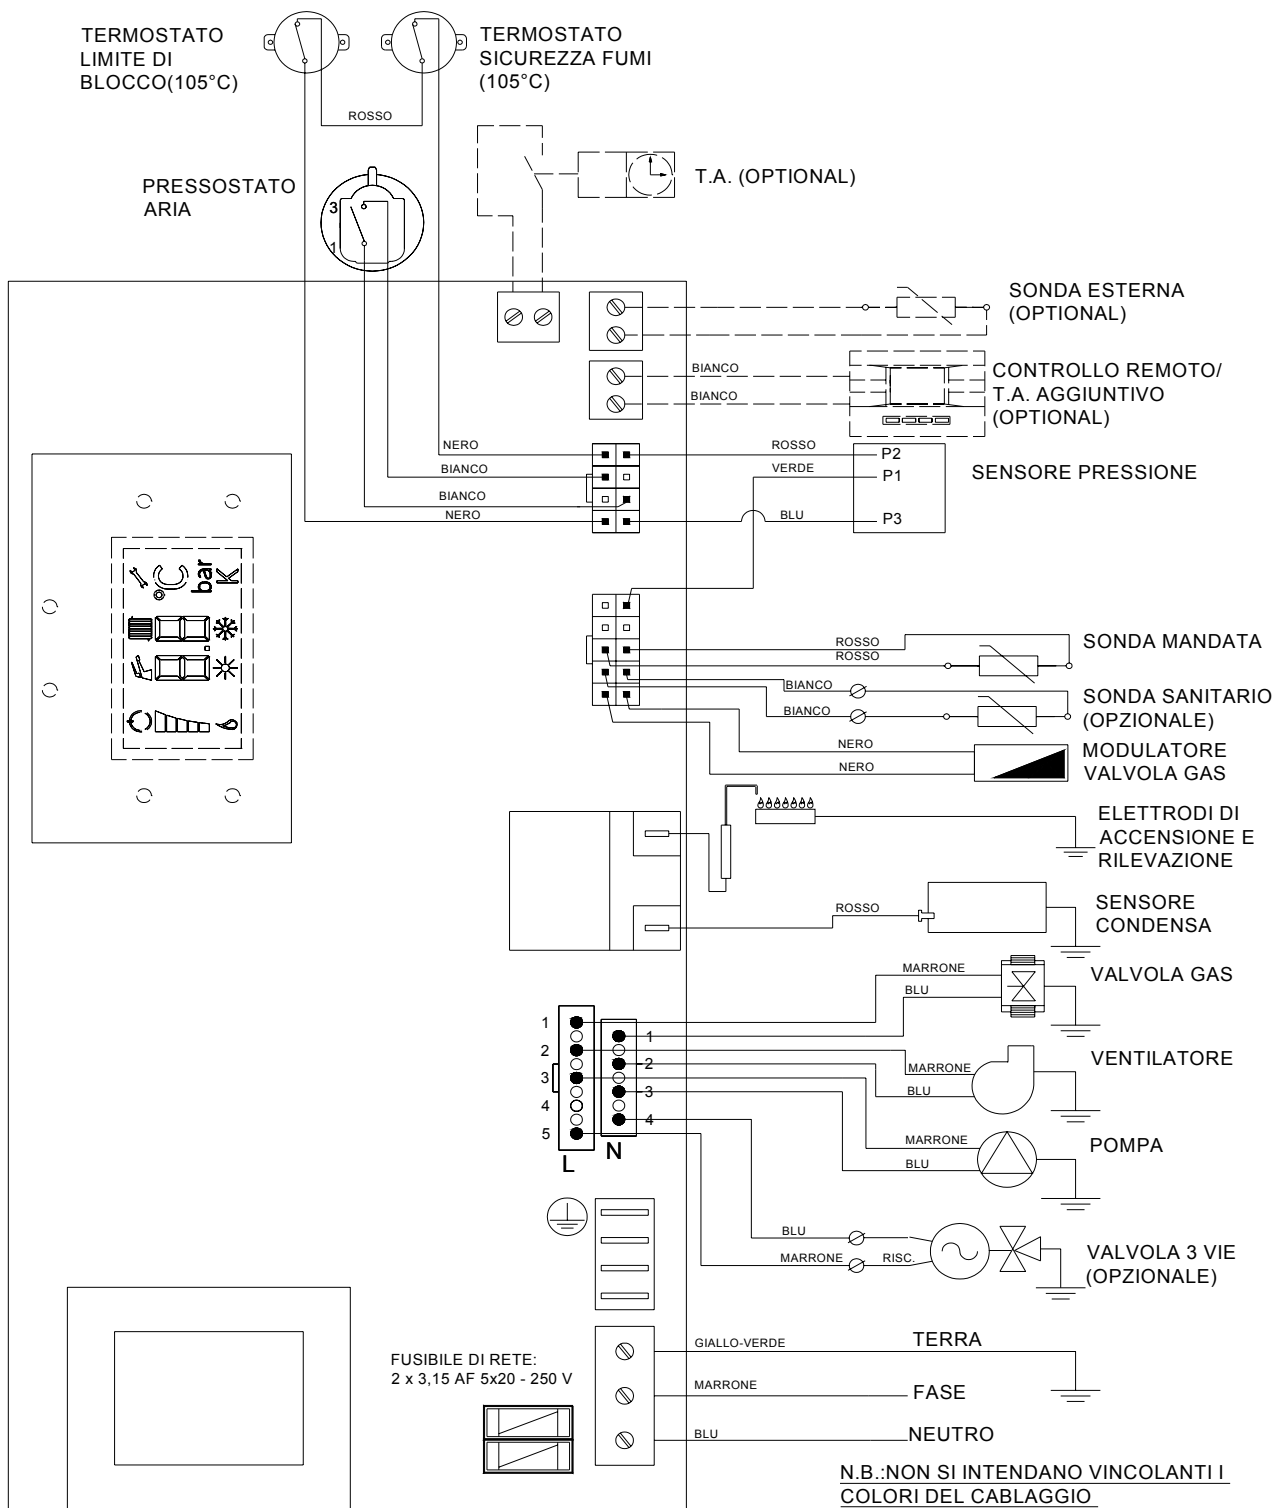 TERMOSTATO
LIMITE DI
BLOCCO(105°C)
TERMOSTATO
SICUREZZA FUMI
(105°C)
ROSSO
PRESSOSTATO
ARIA
3
1
T.A. (OPTIONAL)
SONDA ESTERNA
(OPTIONAL)
BIANCO
BIANCO
CONTROLLO REMOTO/
T.A. AGGIUNTIVO
(OPTIONAL)
NERO
BIANCO
BIANCO
NERO
ROSSO
VERDE
BLU
P2
P1
P3
SENSORE PRESSIONE
°C
bar
K
ROSSO
ROSSO
SONDA MANDATA
BIANCO
BIANCO
SONDA SANITARIO
(OPZIONALE)
NERO
NERO
MODULATORE
VALVOLA GAS
ELETTRODI DI
ACCENSIONE E
RILEVAZIONE
ROSSO
SENSORE
CONDENSA
MARRONE
BLU
VALVOLA GAS
1
2
3
4
5
L
1
2
3
4
N
MARRONE
BLU
VENTILATORE
MARRONE
BLU
POMPA
BLU
MARRONE
RISC.
VALVOLA 3 VIE
(OPZIONALE)
FUSIBILE DI RETE:
2 x 3,15 AF 5x20 - 250 V
GIALLO-VERDE
TERRA
MARRONE
FASE
BLU
NEUTRO
N.B.:NON SI INTENDANO VINCOLANTI I
COLORI DEL CABLAGGIO